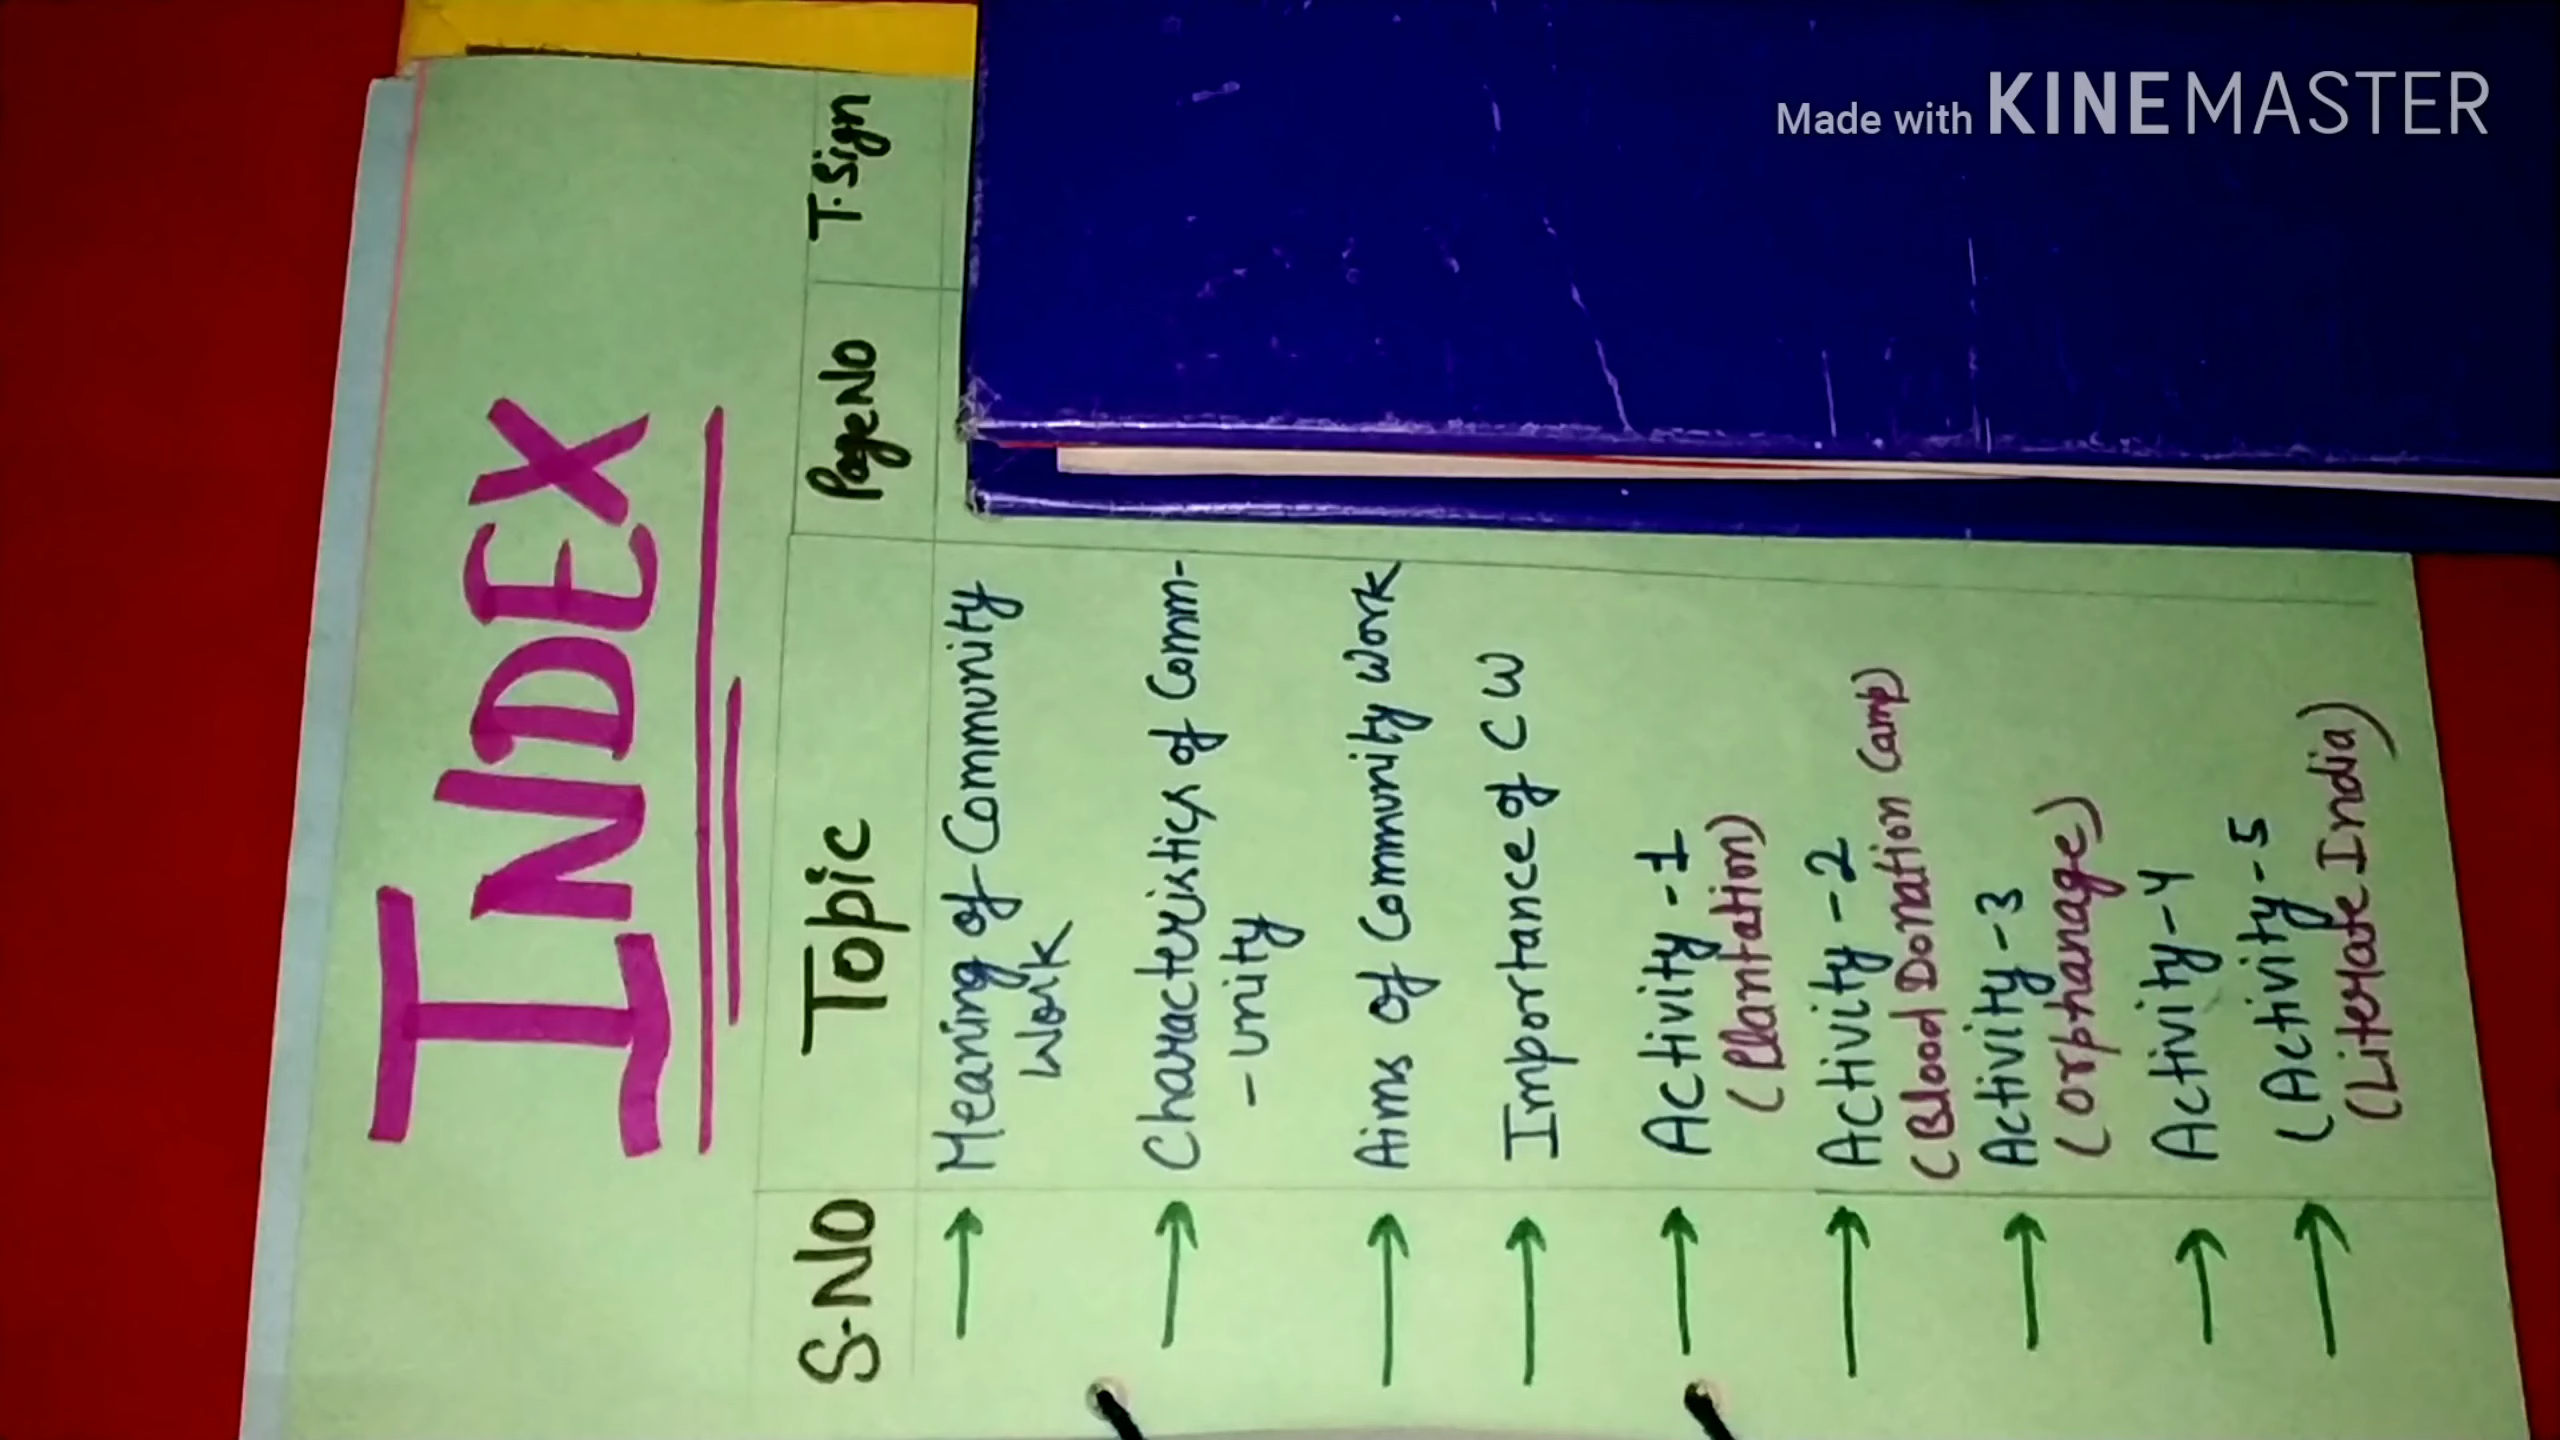 Made with KINEMASTER
INDEX
S.No Topic Page No T.Sign
→ Meaning of Community
Work
→ Characteristics of Comm-
-unity
→ Aims of Community Work
→ Importance of CW
→ Activity-1
(Plantation)
→ Activity-2
(Blood Donation Camp)
→ Activity-3
(orphanage)
→ Activity-4
→ (Activity-5
(Literate India)